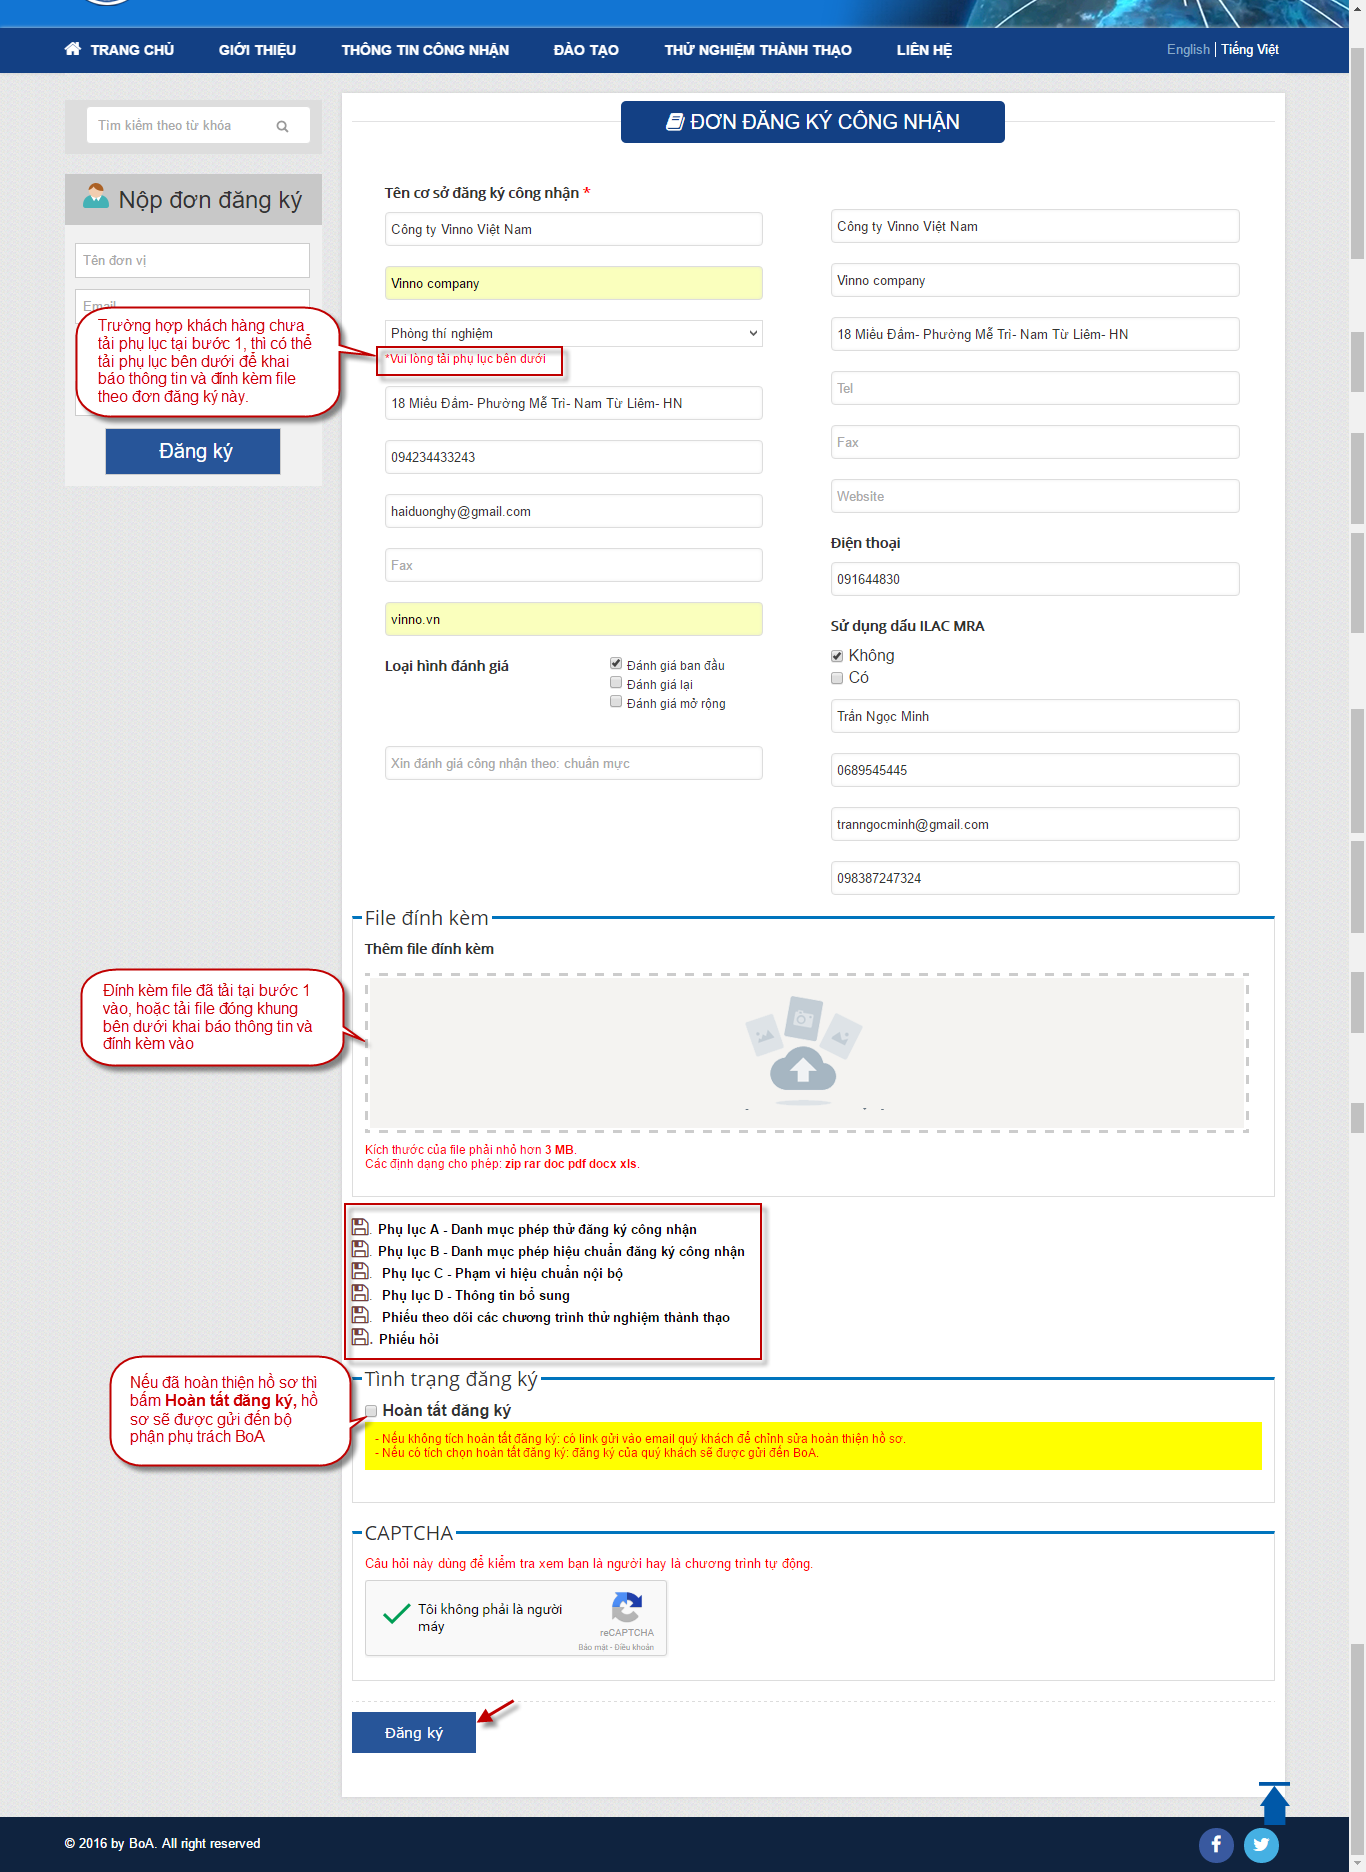 TRANG CHỦ
GIỚI THIỆU
THÔNG TIN CÔNG NHẬN
ĐÀO TẠO
THỬ NGHIỆM THÀNH THẠO
LIÊN HỆ
English | Tiếng Việt
Tìm kiếm theo từ khóa
Nộp đơn đăng ký
Tên đơn vị
Email
Trường hợp khách hàng chưa
tải phụ lục tại bước 1, thì có thể
tải phụ lục bên dưới để khai
báo thông tin và đính kèm file
theo đơn đăng ký này.
Đăng ký
ĐƠN ĐĂNG KÝ CÔNG NHẬN
Tên cơ sở đăng ký công nhận *
Công ty Vinno Việt Nam
Vinno company
Phòng thí nghiệm
*Vui lòng tải phụ lục bên dưới
18 Miếu Đầm- Phường Mễ Trì- Nam Từ Liêm- HN
094234433243
haiduonghy@gmail.com
Fax
vinno.vn
Loại hình đánh giá
Đánh giá ban đầu
Đánh giá lại
Đánh giá mở rộng
Xin đánh giá công nhận theo: chuẩn mực
Công ty Vinno Việt Nam
Vinno company
18 Miếu Đầm- Phường Mễ Trì- Nam Từ Liêm- HN
Tel
Fax
Website
Điện thoại
091644830
Sử dụng dấu ILAC MRA
Không
Có
Trần Ngọc Minh
0689545445
tranngocminh@gmail.com
098387247324
File đính kèm
Thêm file đính kèm
Đính kèm file đã tải tại bước 1
vào, hoặc tải file đóng khung
bên dưới khai báo thông tin và
đính kèm vào
Kích thước của file phải nhỏ hơn 3 MB.
Các định dạng cho phép: zip rar doc pdf docx xls.
Phụ lục A - Danh mục phép thử đăng ký công nhận
Phụ lục B - Danh mục phép hiệu chuẩn đăng ký công nhận
Phụ lục C - Phạm vi hiệu chuẩn nội bộ
Phụ lục D - Thông tin bổ sung
Phiếu theo dõi các chương trình thử nghiệm thành thạo
Phiếu hỏi
Nếu đã hoàn thiện hồ sơ thì
bấm Hoàn tất đăng ký, hồ
sơ sẽ được gửi đến bộ
phận phụ trách BoA
Tình trạng đăng ký
Hoàn tất đăng ký
- Nếu không tích hoàn tất đăng ký: có link gửi vào email quý khách để chỉnh sửa hoàn thiện hồ sơ.
- Nếu có tích chọn hoàn tất đăng ký: đăng ký của quý khách sẽ được gửi đến BoA.
CAPTCHA
Câu hỏi này dùng để kiểm tra xem bạn là người hay là chương trình tự động.
Tôi không phải là người
máy
reCAPTCHA
Bảo mật - Điều khoản
Đăng ký
© 2016 by BoA. All right reserved